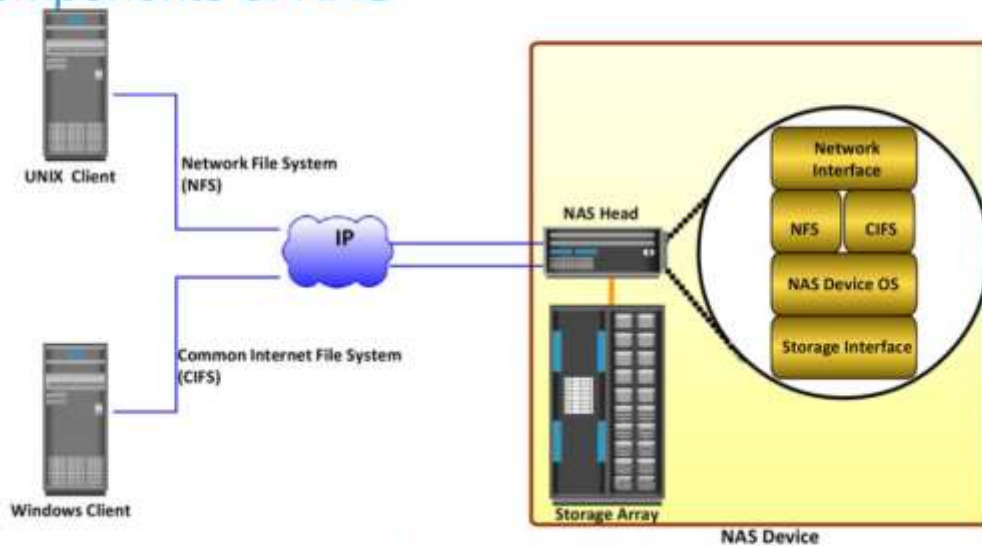 UNIX Client
Network File System
(NFS)
IP
Common Internet File System
(CIFS)
Windows Client
NAS Head
Storage Array
Network
Interface
NFS
CIFS
NAS Device OS
Storage Interface
NAS Device